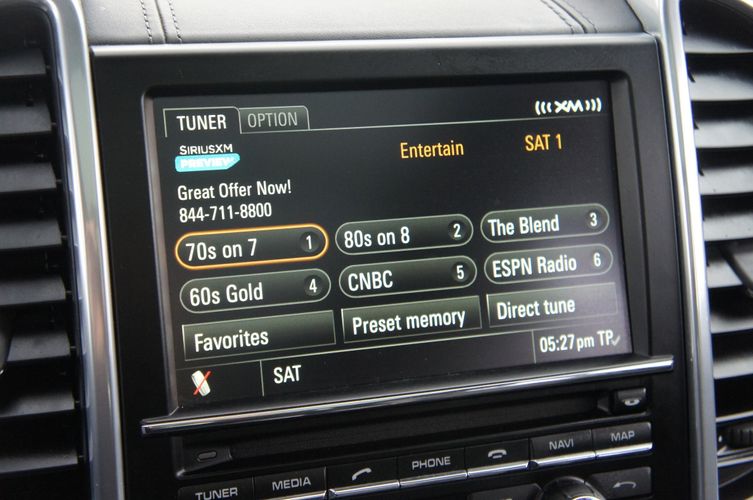 TUNER OPTION
(((XM)))
SIRIUSXM
PREVIEW
Entertain SAT 1
Great Offer Now!
844-711-8800
70s on 7 1 80s on 8 2 The Blend 3
60s Gold 4 CNBC 5 ESPN Radio 6
Favorites Preset memory Direct tune
SAT 05:27 pm TP
TUNER MEDIA PHONE NAVI MAP